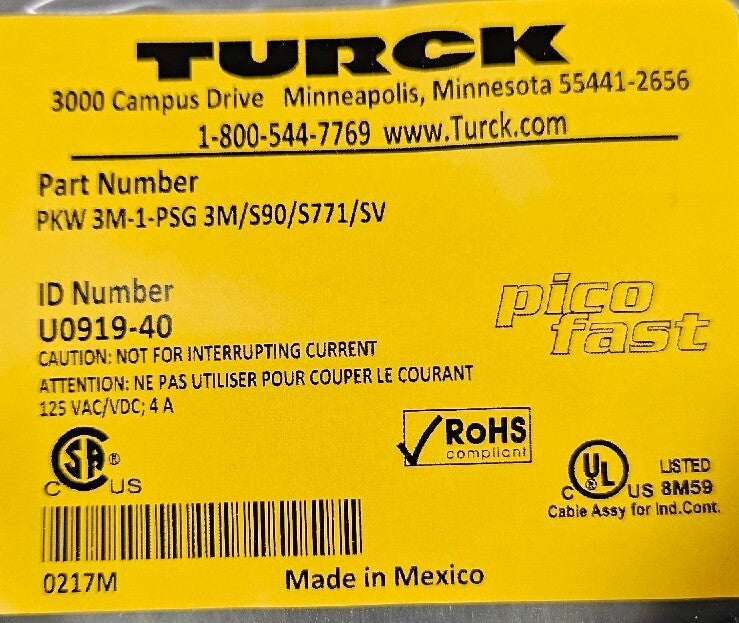 TURCK
3000 Campus Drive Minneapolis, Minnesota 55441-2656
1-800-544-7769 www.Turck.com
Part Number
PKW 3M-1-PSG 3M/S90/S771/SV
ID Number
U0919-40
pico
fast
CAUTION: NOT FOR INTERRUPTING CURRENT
ATTENTION: NE PAS UTILISER POUR COUPER LE COURANT
125 VAC/VDC; 4 A
C SA ® US
RoHS
compliant
C UL ® US LISTED
8M59
Cable Assy for Ind.Cont.
0217M
Made in Mexico